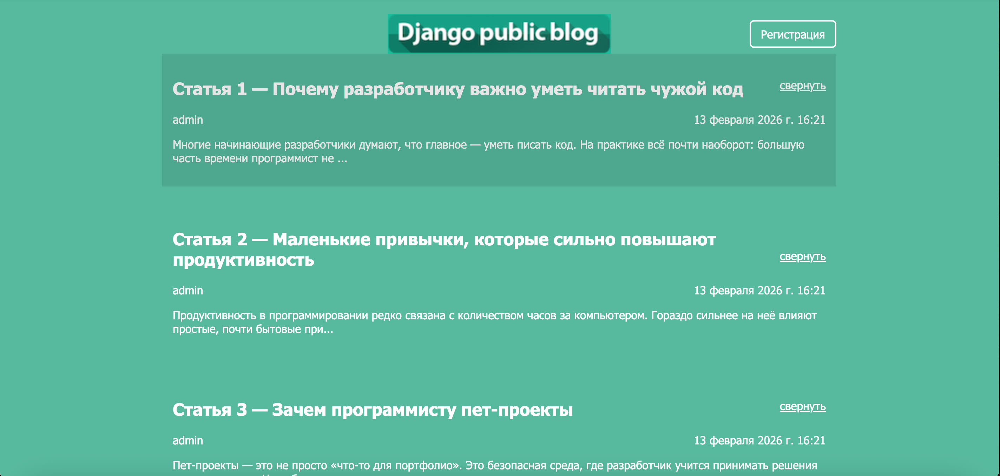 Django public blog
Регистрация
Статья 1 — Почему разработчику важно уметь читать чужой код
свернуть
admin
13 февраля 2026 г. 16:21
Многие начинающие разработчики думают, что главное — уметь писать код. На практике всё почти наоборот: большую
часть времени программист не ...
Статья 2 — Маленькие привычки, которые сильно повышают
продуктивность
свернуть
admin
13 февраля 2026 г. 16:21
Продуктивность в программировании редко связана с количеством часов за компьютером. Гораздо сильнее на неё влияют
простые, почти бытовые при...
Статья 3 — Зачем программисту пет-проекты
свернуть
admin
13 февраля 2026 г. 16:21
Пет-проекты — это не просто «что-то для портфолио». Это безопасная среда, где разработчик учится принимать решения